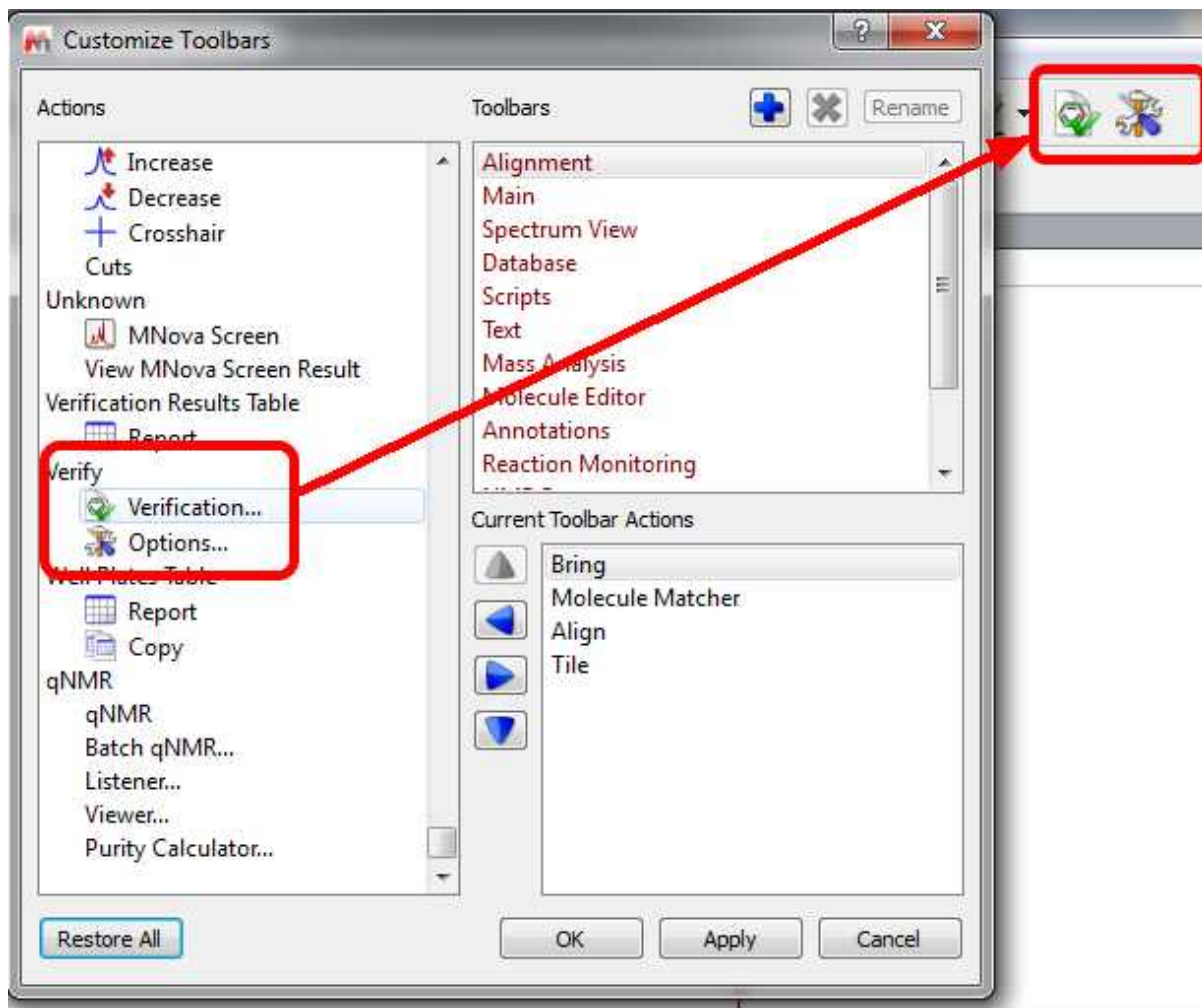 Customize Toolbars
Actions
Increase
Decrease
Crosshair
Cuts
Unknown
MNova Screen
View MNova Screen Result
Verification Results Table
Report
Verify
Verification...
Options...
Well Plates Table
Report
Copy
qNMR
qNMR
Batch qNMR...
Listener...
Viewer...
Purity Calculator...
Toolbars
Rename
Alignment
Main
Spectrum View
Database
Scripts
Text
Mass Analysis
Molecule Editor
Annotations
Reaction Monitoring
Current Toolbar Actions
Bring
Molecule Matcher
Align
Tile
Restore All
OK
Apply
Cancel